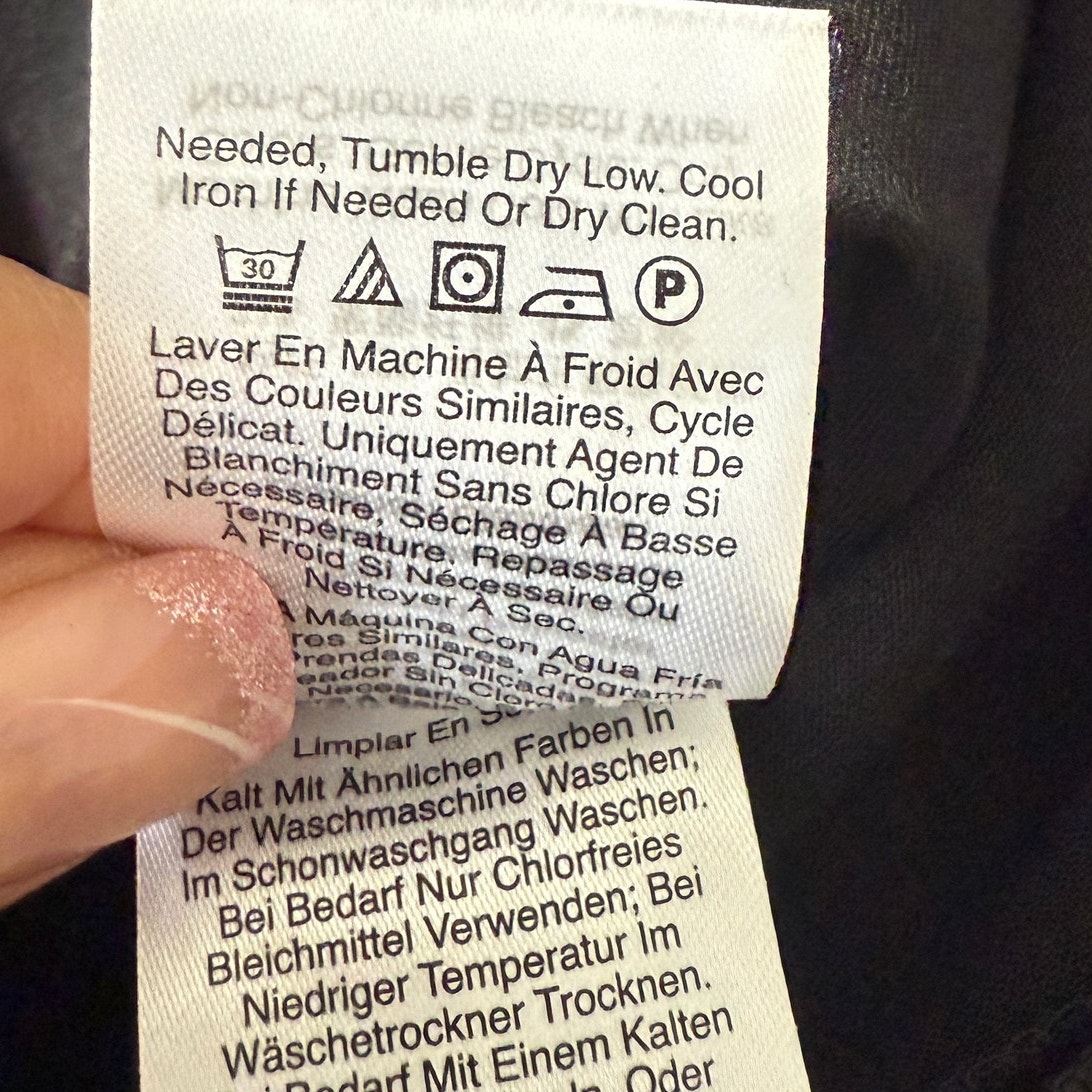 Needed, Tumble Dry Low. Cool
Iron If Needed Or Dry Clean.
30
P
Laver En Machine À Froid Avec
Des Couleurs Similaires, Cycle
Délicat. Uniquement Agent De
Blanchiment Sans Chlore Si
Nécessaire, Séchage À Basse
Température, Repassage
À Froid Si Nécessaire Ou
Nettoyer À Sec.
Máquina Con Agua Fría
Similares, Programa
Prendas Delicadas
Sin
Necesario
Limpiar En
Kalt Mit Ähnlichen Farben In
Der Waschmaschine Waschen;
Im Schonwaschgang Waschen.
Bei Bedarf Nur Chlorfreies
Bleichmittel Verwenden; Bei
Niedriger Temperatur Im
Wäschetrockner Trocknen.
Bedarf Mit Einem Kalten
Oder